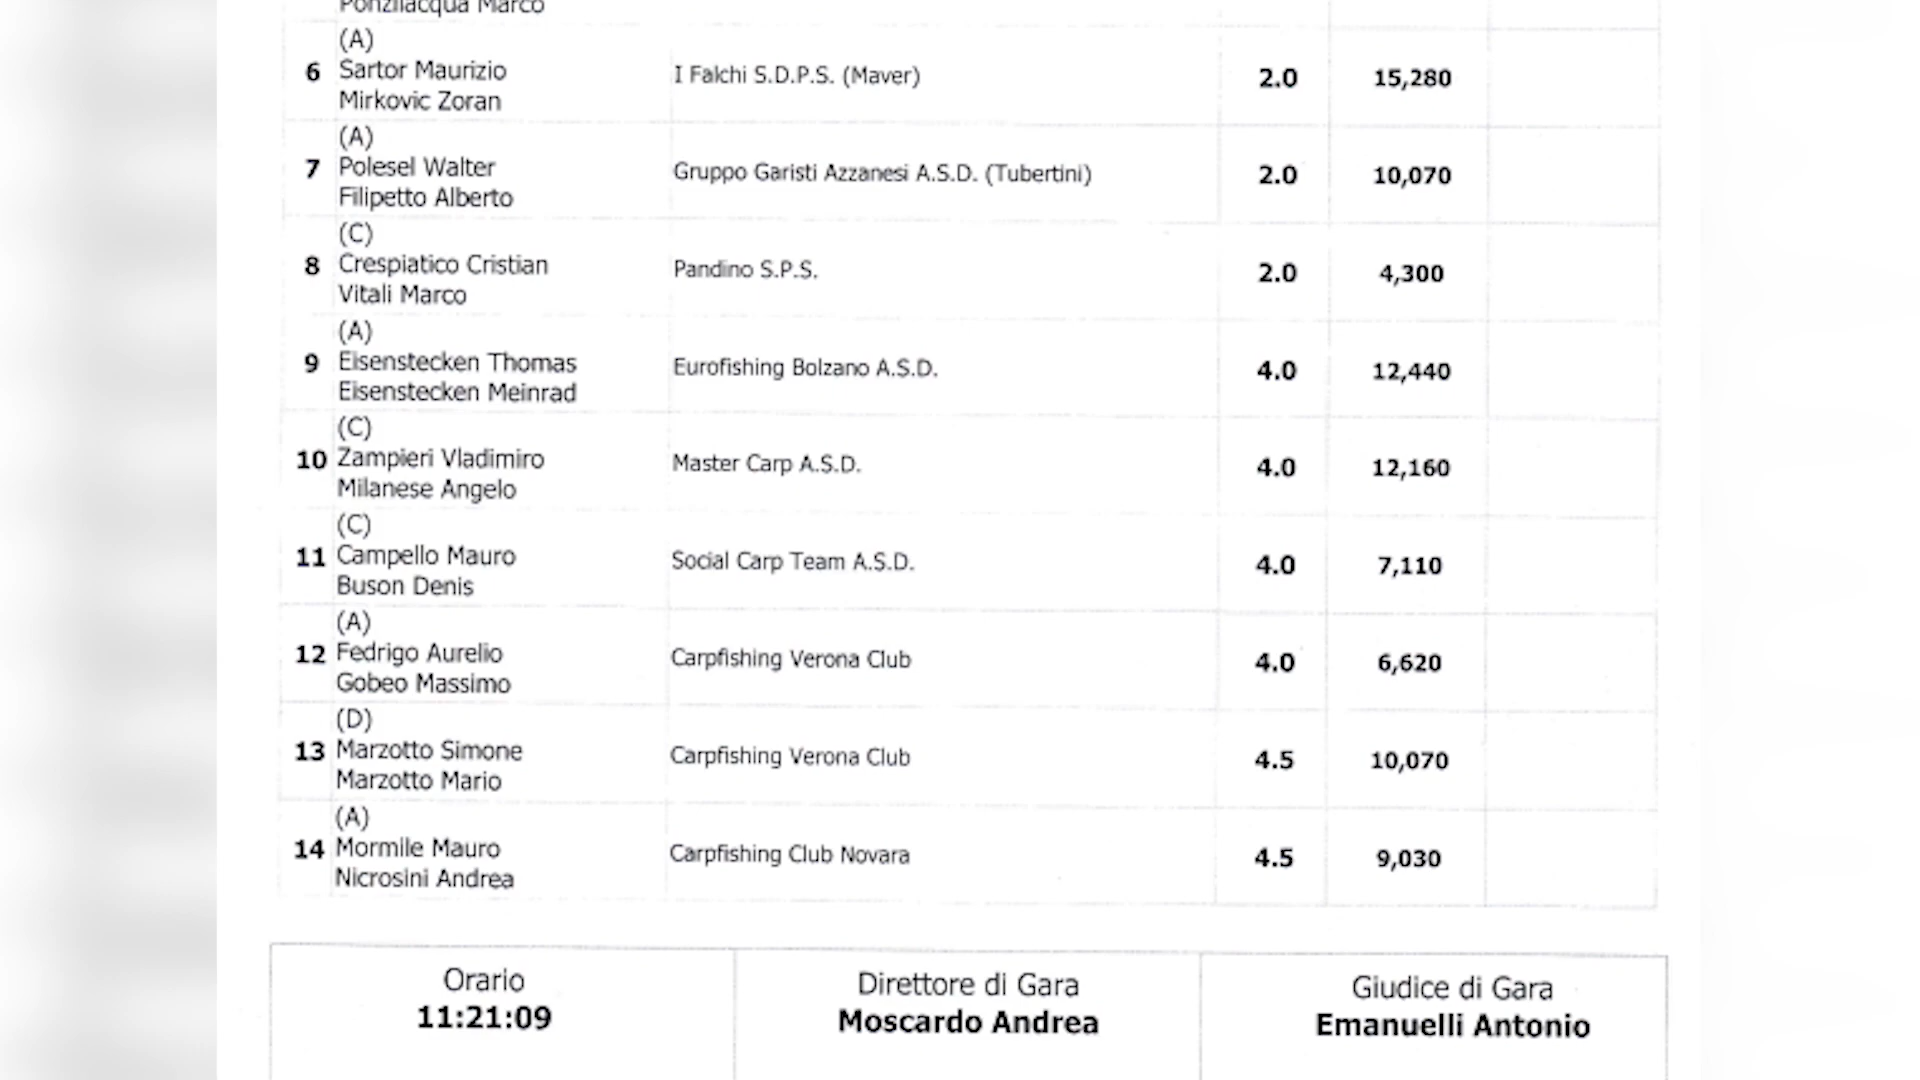 Ponzilacqua Marco
(A)
6 Sartor Maurizio I Falchi S.D.P.S. (Maver) 2.0 15,280
Mirkovic Zoran
(A)
7 Polesel Walter Gruppo Garisti Azzanesi A.S.D. (Tubertini) 2.0 10,070
Filipetto Alberto
(C)
8 Crespiatico Cristian Pandino S.P.S. 2.0 4,300
Vitali Marco
(A)
9 Eisenstecken Thomas Eurofishing Bolzano A.S.D. 4.0 12,440
Eisenstecken Meinrad
(C)
10 Zampieri Vladimiro Master Carp A.S.D. 4.0 12,160
Milanese Angelo
(C)
11 Campello Mauro Social Carp Team A.S.D. 4.0 7,110
Buson Denis
(A)
12 Fedrigo Aurelio Carpfishing Verona Club 4.0 6,620
Gobeo Massimo
(D)
13 Marzotto Simone Carpfishing Verona Club 4.5 10,070
Marzotto Mario
(A)
14 Mormile Mauro Carpfishing Club Novara 4.5 9,030
Nicrosini Andrea
Orario
11:21:09
Direttore di Gara
Moscardo Andrea
Giudice di Gara
Emanuelli Antonio